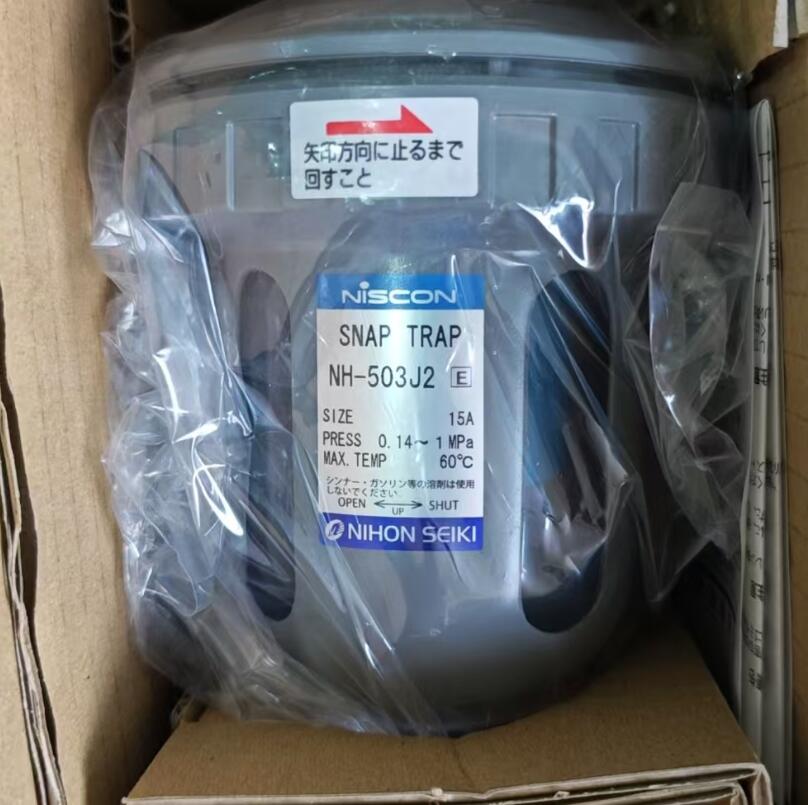 矢印方向に止るまで
回すこと
NiSCON
SNAP TRAP
NH-503J2 E
SIZE 15A
PRESS 0.14～1MPa
MAX.TEMP 60℃
シンナー・ガソリン等の溶剤は使用
しないでください。
OPEN ←→ SHUT
UP
NIHON SEIKI